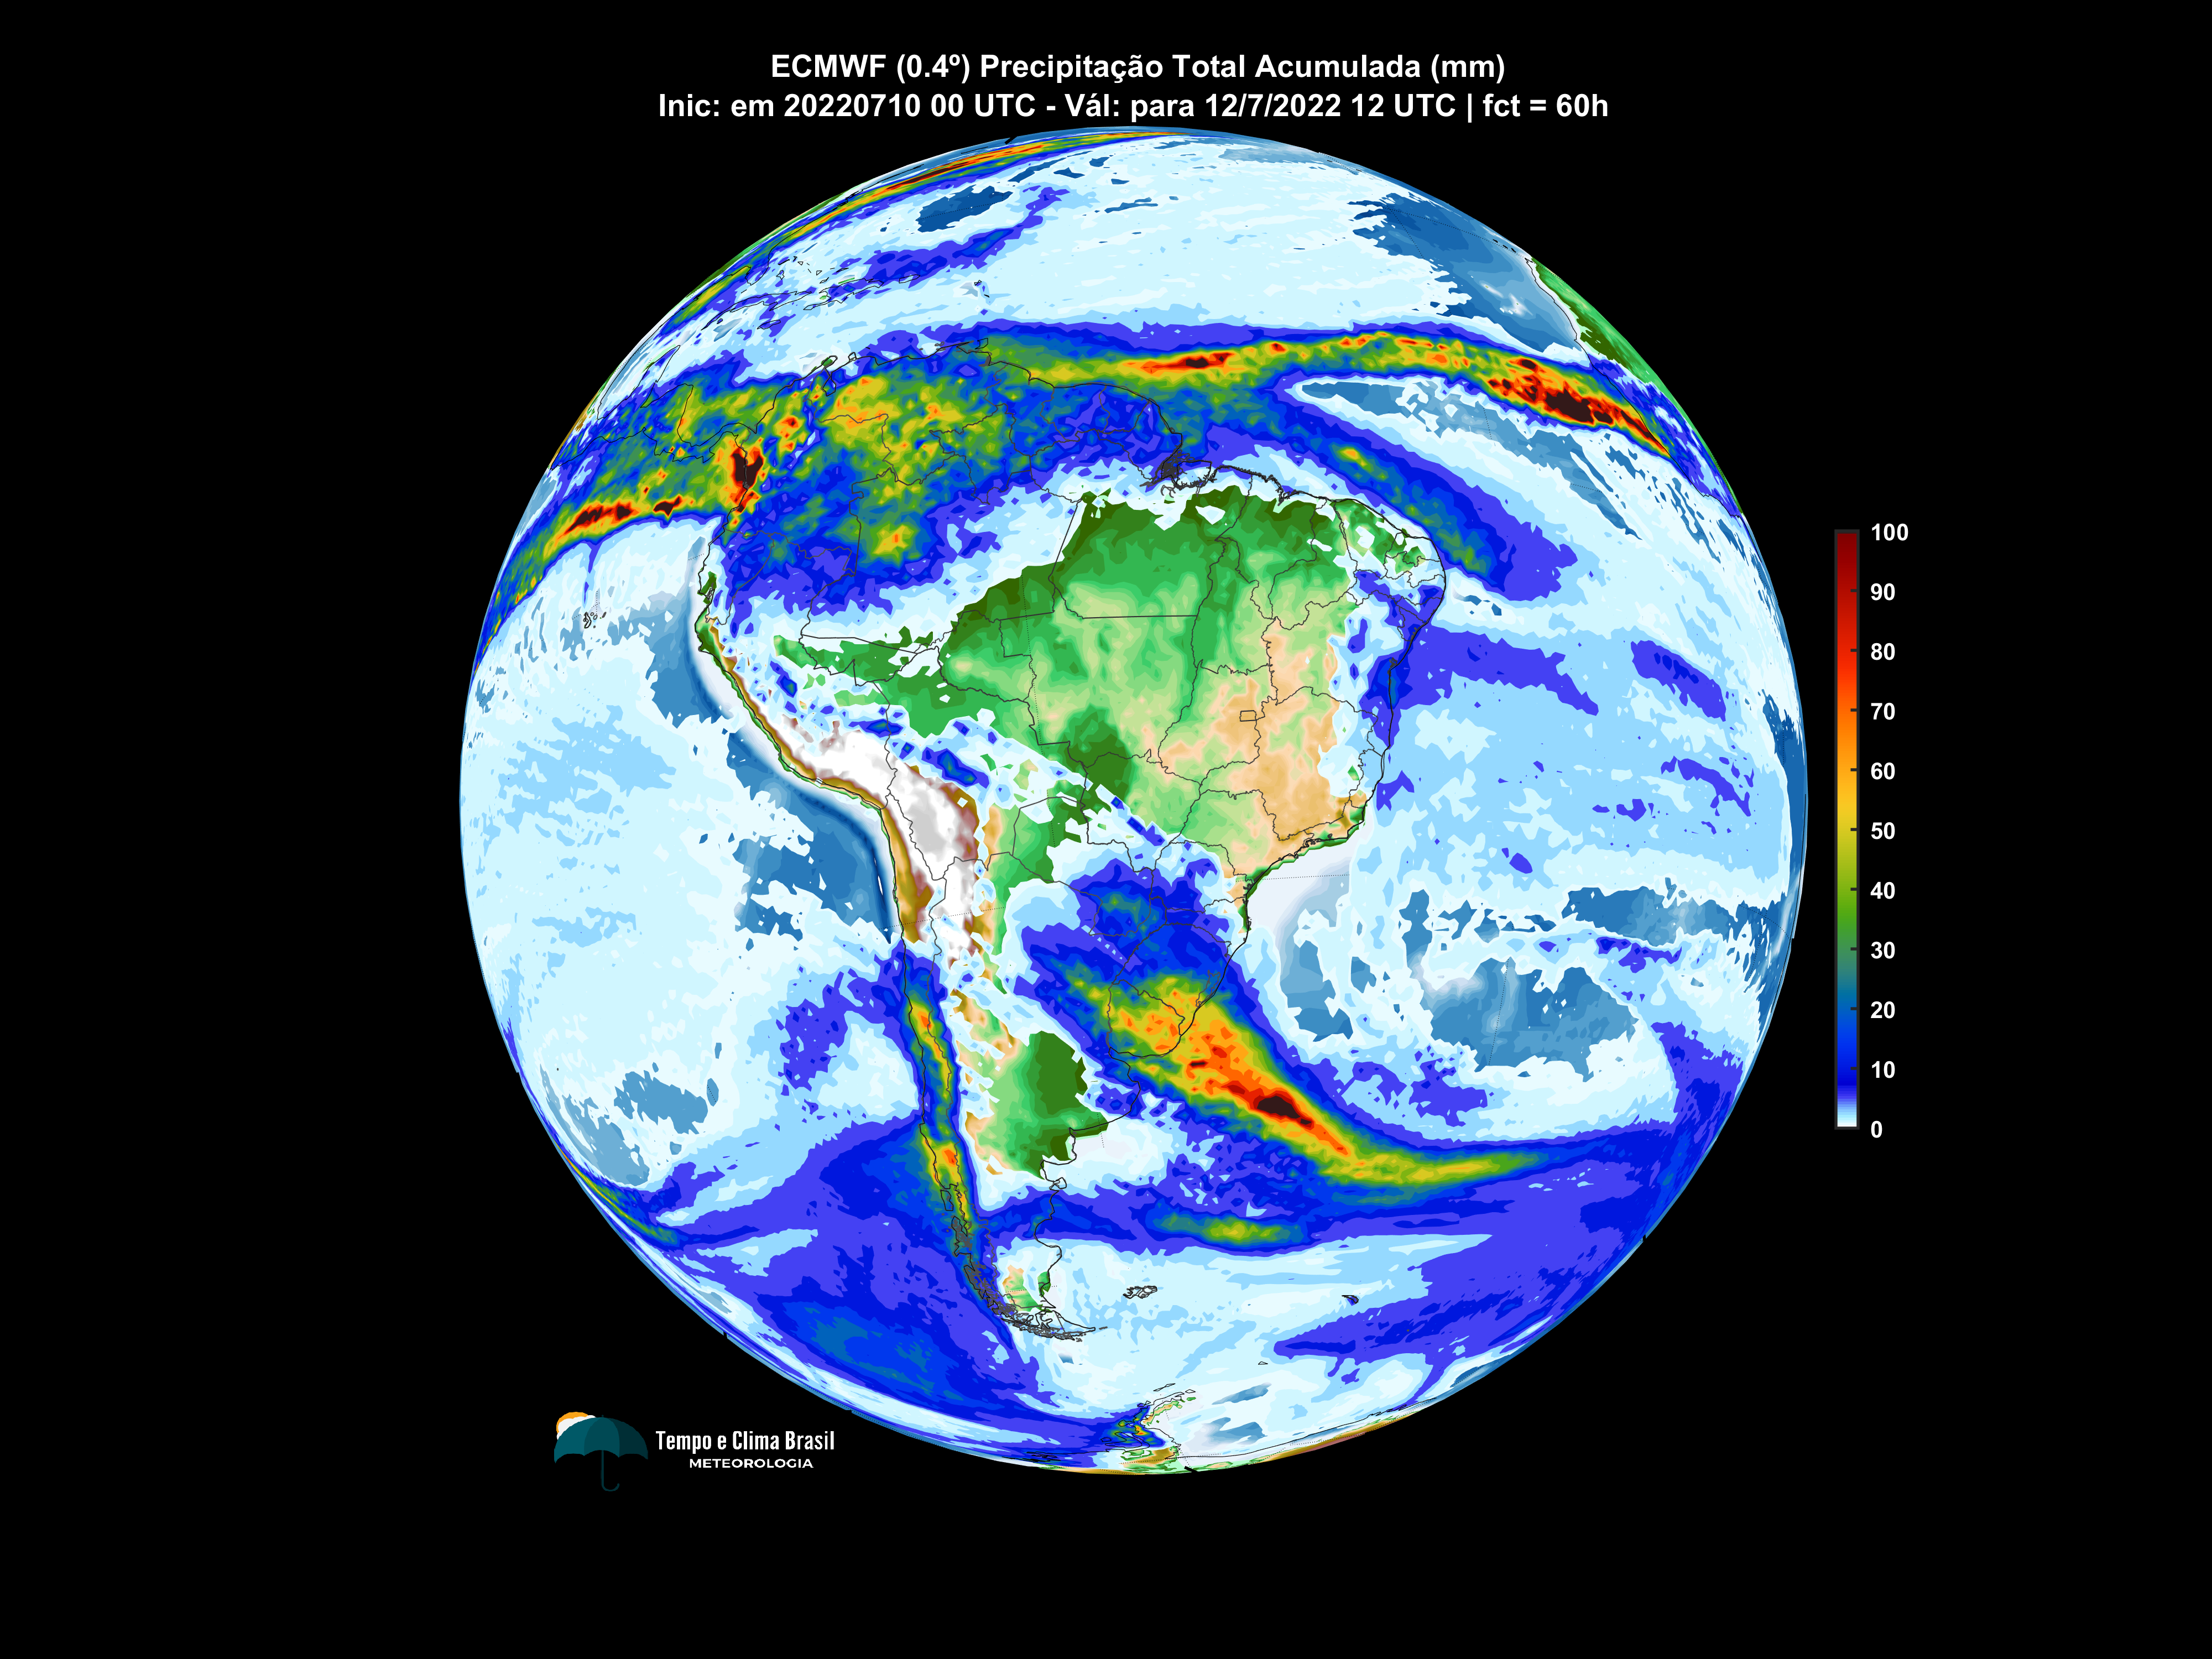 ECMWF (0.4º) Precipitação Total Acumulada (mm)
Inic: em 20220710 00 UTC - Vál: para 12/7/2022 12 UTC | fct = 60h
100
90
80
70
60
50
40
30
20
10
0
Tempo e Clima Brasil
METEOROLOGIA